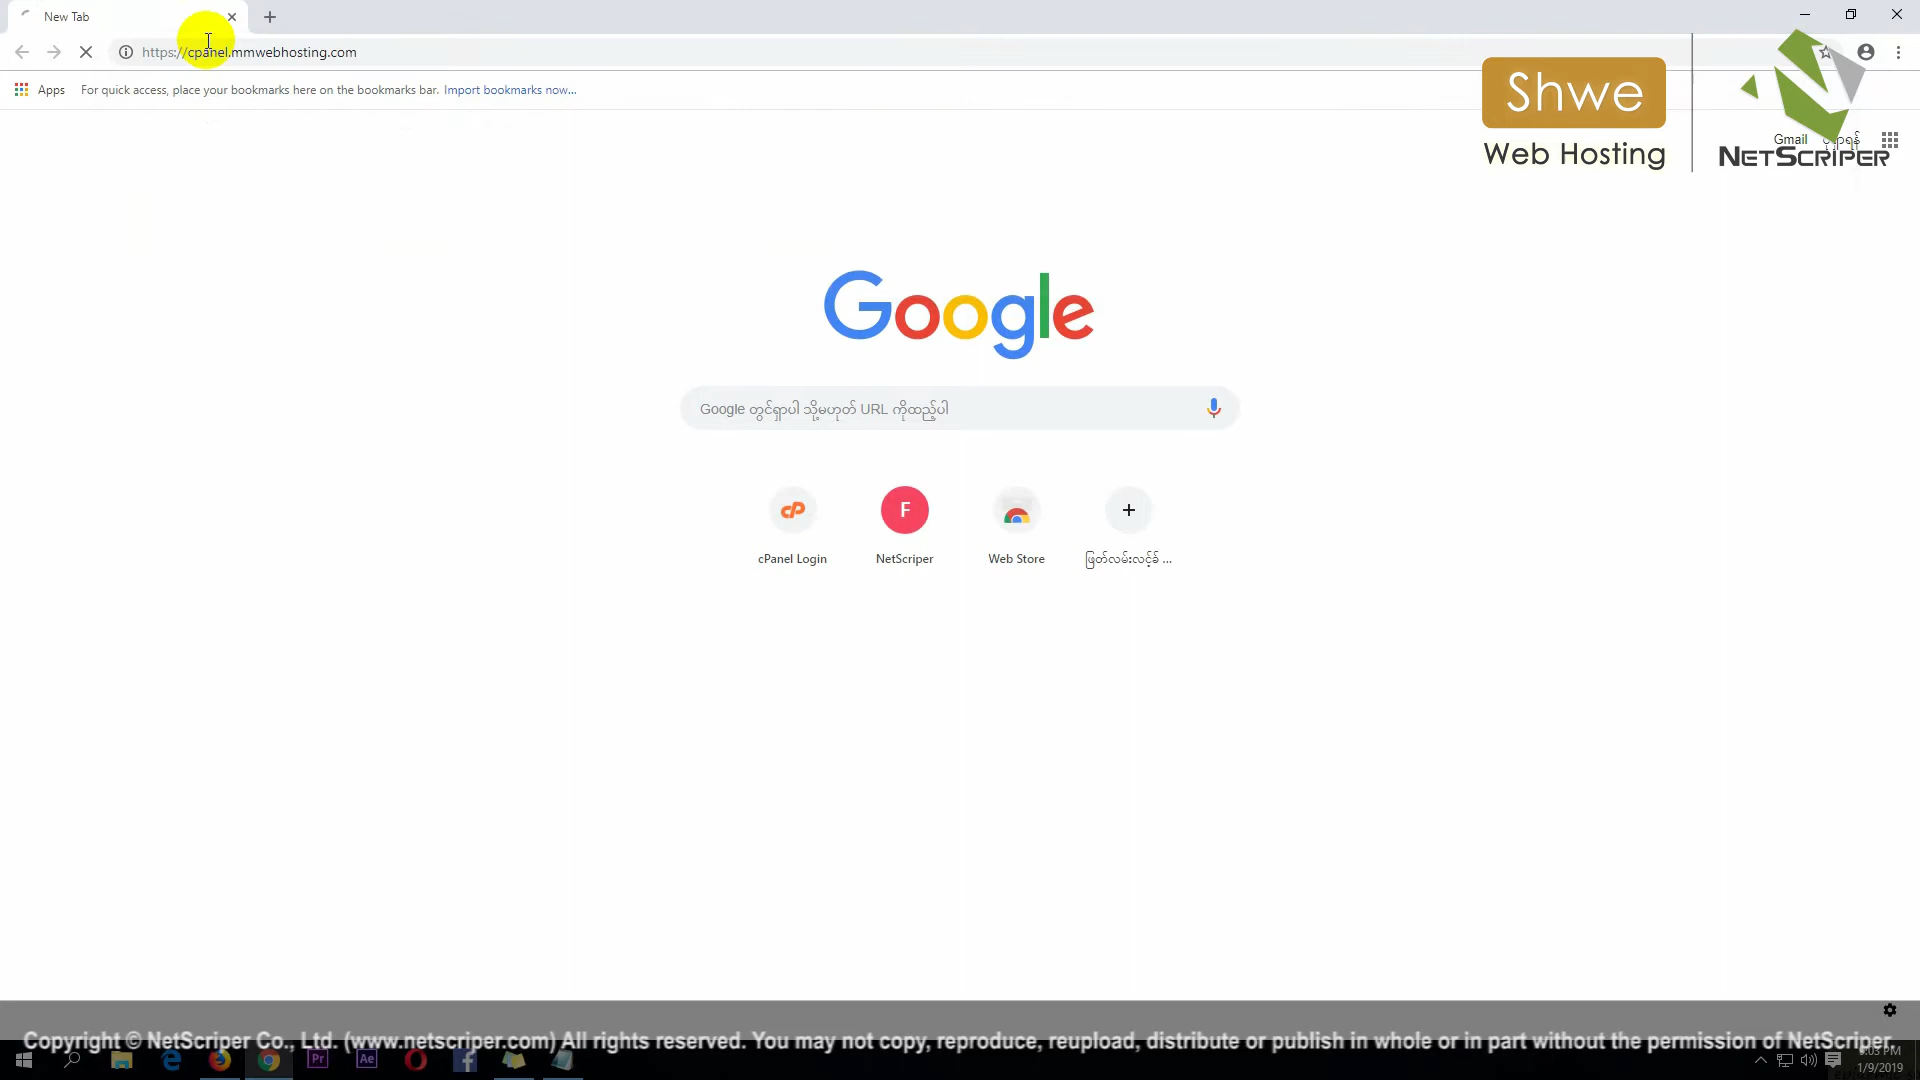 New Tab
https://cpanel.mmwebhosting.com
Apps For quick access, place your bookmarks here on the bookmarks bar. Import bookmarks now...
Shwe
Web Hosting
Gmail
NETSCRIPER
Google
Google တွင်ရှာပါ သို့မဟုတ် URL ကိုထည့်ပါ
cP
F
cPanel Login
NetScriper
Web Store
ဖြတ်လမ်းလင့်ခ် ...
Copyright © NetScriper Co., Ltd. (www.netscriper.com) All rights reserved. You may not copy, reproduce, reupload, distribute or publish in whole or in part without the permission of NetScriper.
Pr
Ae
1/9/2019